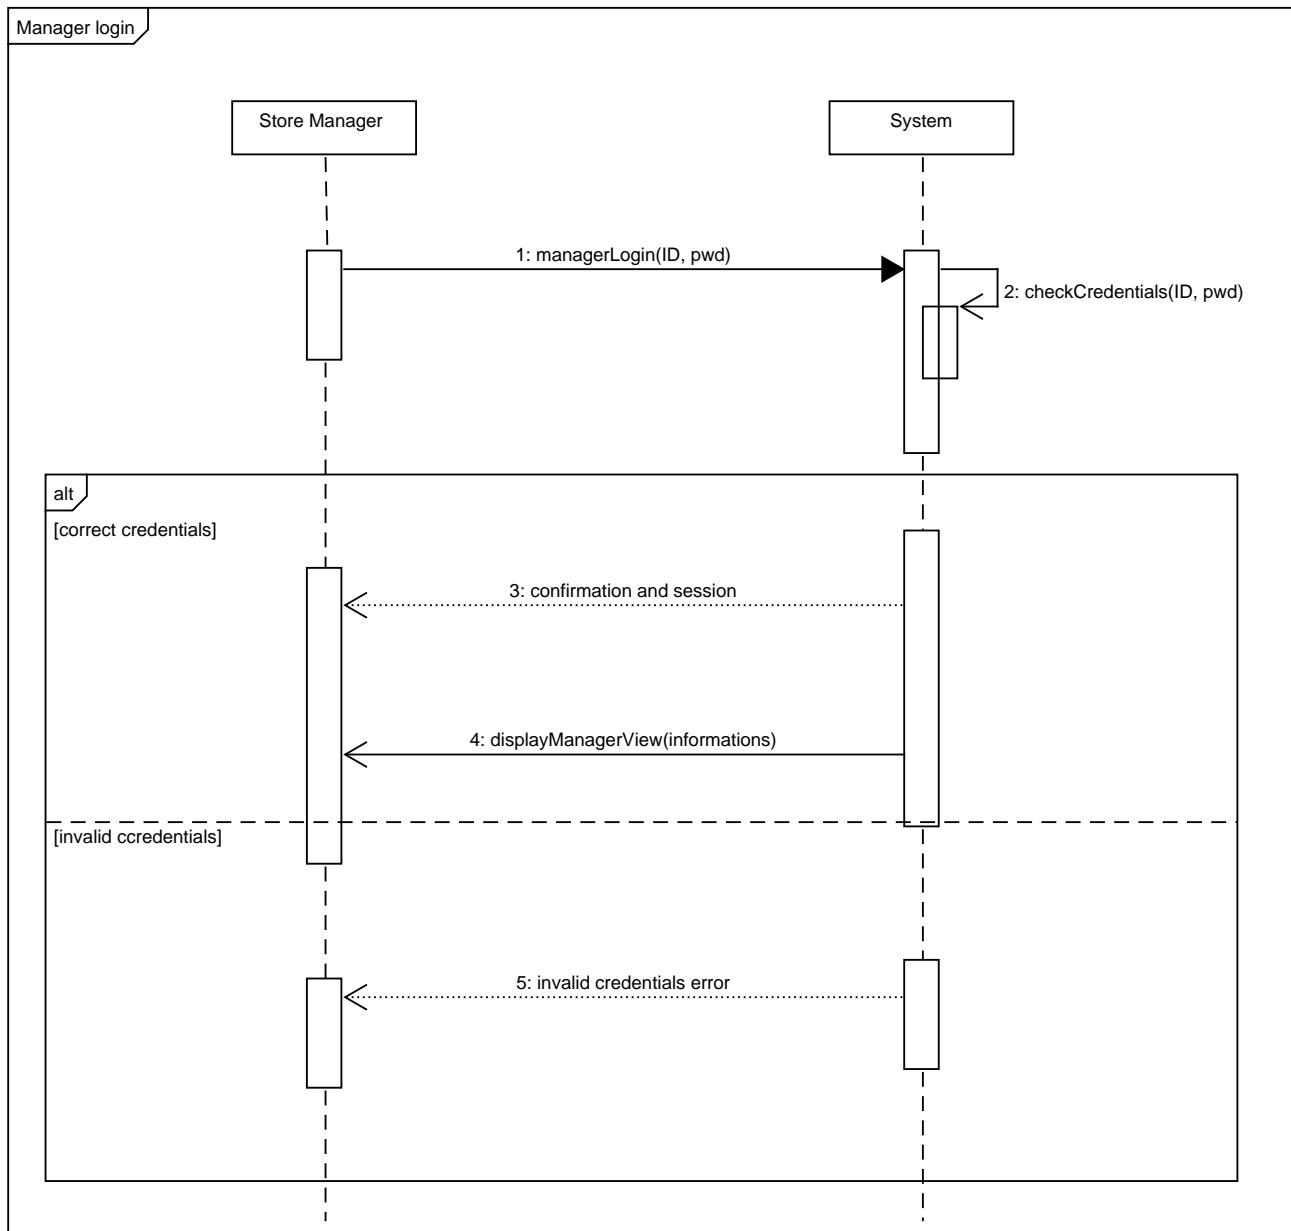 Manager login
Store Manager
System
1: managerLogin(ID, pwd)
2: checkCredentials(ID, pwd)
alt
[correct credentials]
3: confirmation and session
4: displayManagerView(informations)
[invalid ccredentials]
5: invalid credentials error